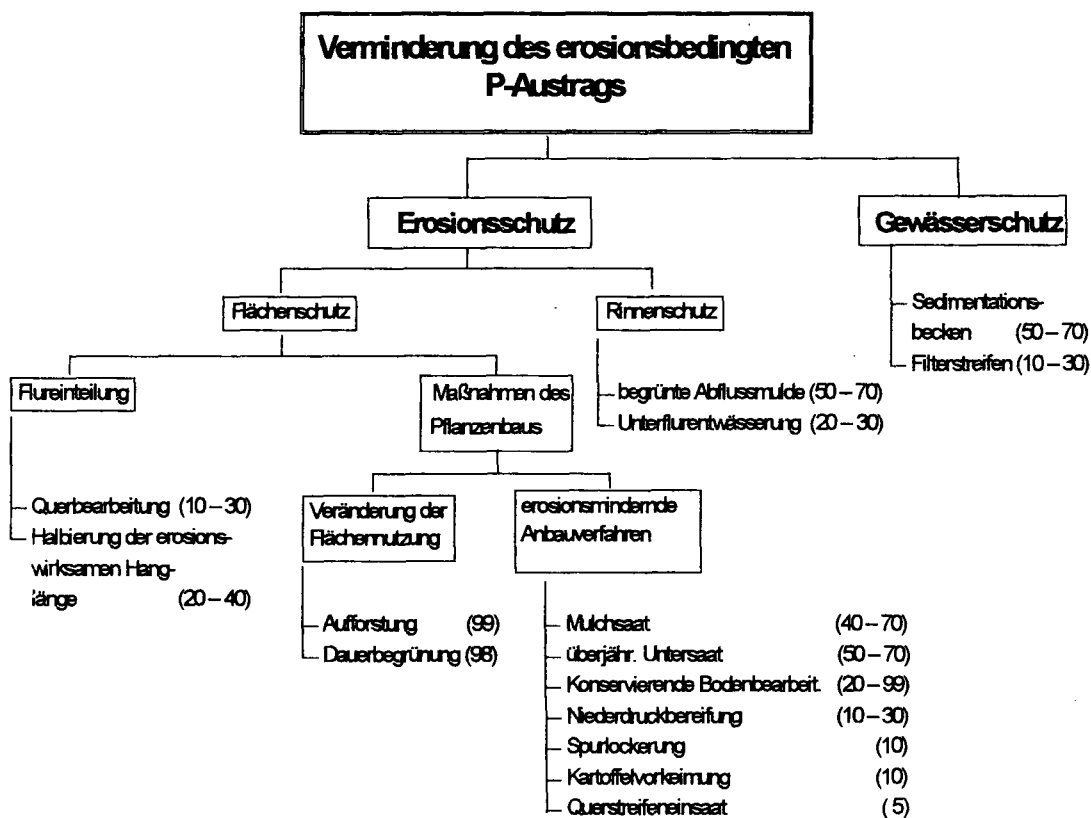 Verminderung des erosionsbedingten
P-Austrags
Erosionsschutz
Gewässerschutz
Flächenschutz
Rinnenschutz
Sedimentations-
becken (50 – 70)
Filterstreifen (10 – 30)
Flureinteilung
Maßnahmen des
Pflanzenbaus
begrünte Abflussmulde (50 – 70)
Unterflurentwässerung (20 – 30)
Querbearbeitung (10 – 30)
Halbierung der erosions-
wirksamen Hang-
länge (20 – 40)
Veränderung der
Flächennutzung
erosionsmindernde
Anbauverfahren
Aufforstung (99)
Dauerbegrünung (98)
Mulchsaat (40 – 70)
überjähr. Untersaat (50 – 70)
Konservierende Bodenbearbeit. (20 – 99)
Niederdruckbereifung (10 – 30)
Spurlockerung (10)
Kartoffelvorkeimung (10)
Querstreifeneinsaat ( 5)